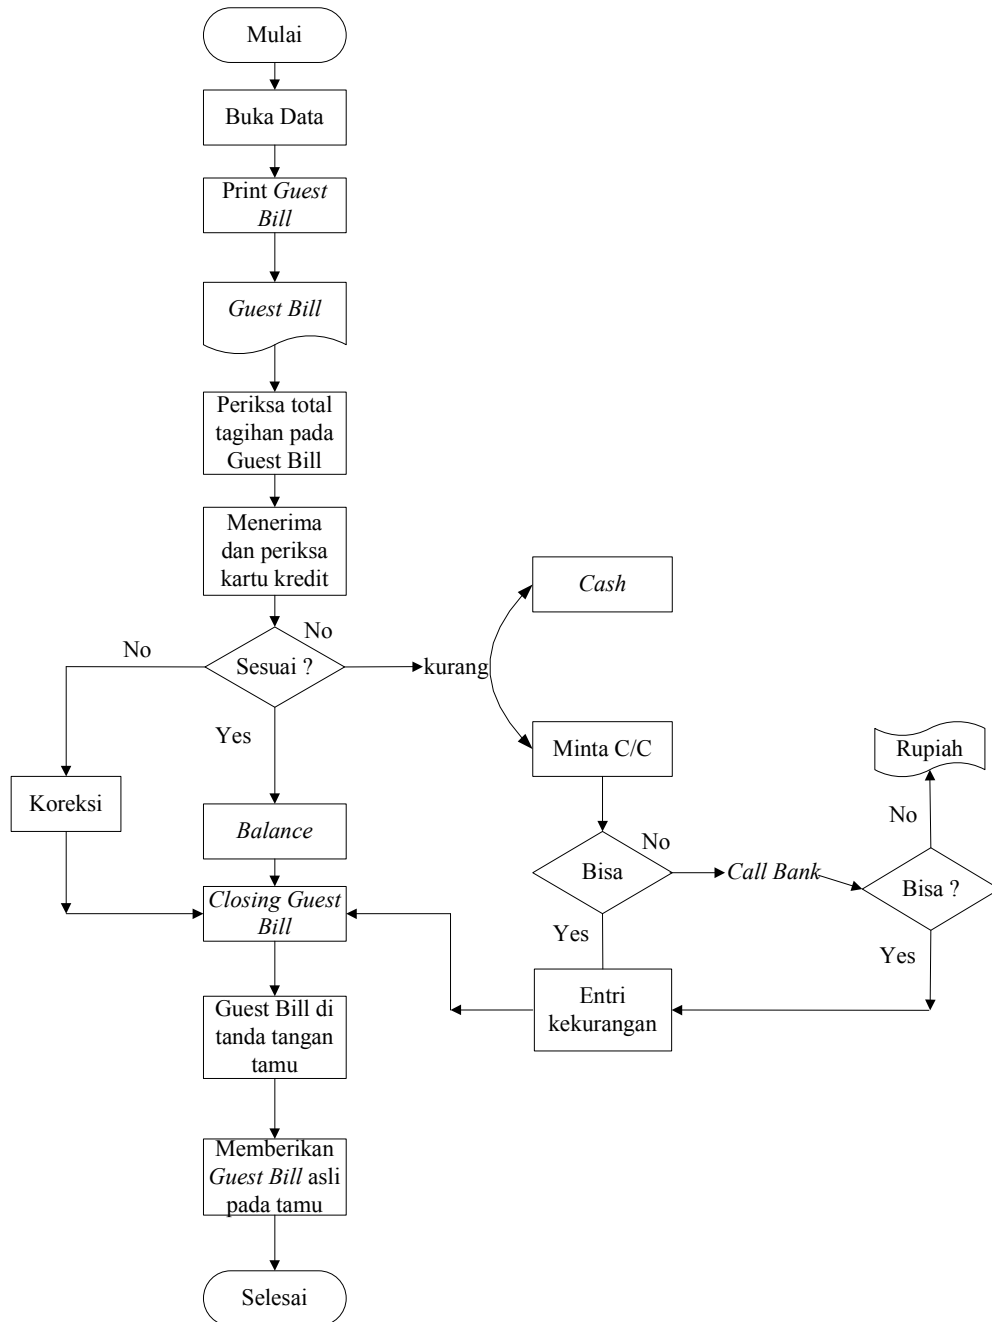 Mulai
Buka Data
Print Guest
Bill
Guest Bill
Periksa total
tagihan pada
Guest Bill
Menerima
dan periksa
kartu kredit
Cash
No
No
Sesuai ?
kurang
Yes
Minta C/C
Rupiah
Koreksi
No
Balance
No
Bisa
Call Bank
Bisa ?
Closing Guest
Bill
Yes
Yes
Entri
kekurangan
Guest Bill di
tanda tangan
tamu
Memberikan
Guest Bill asli
pada tamu
Selesai